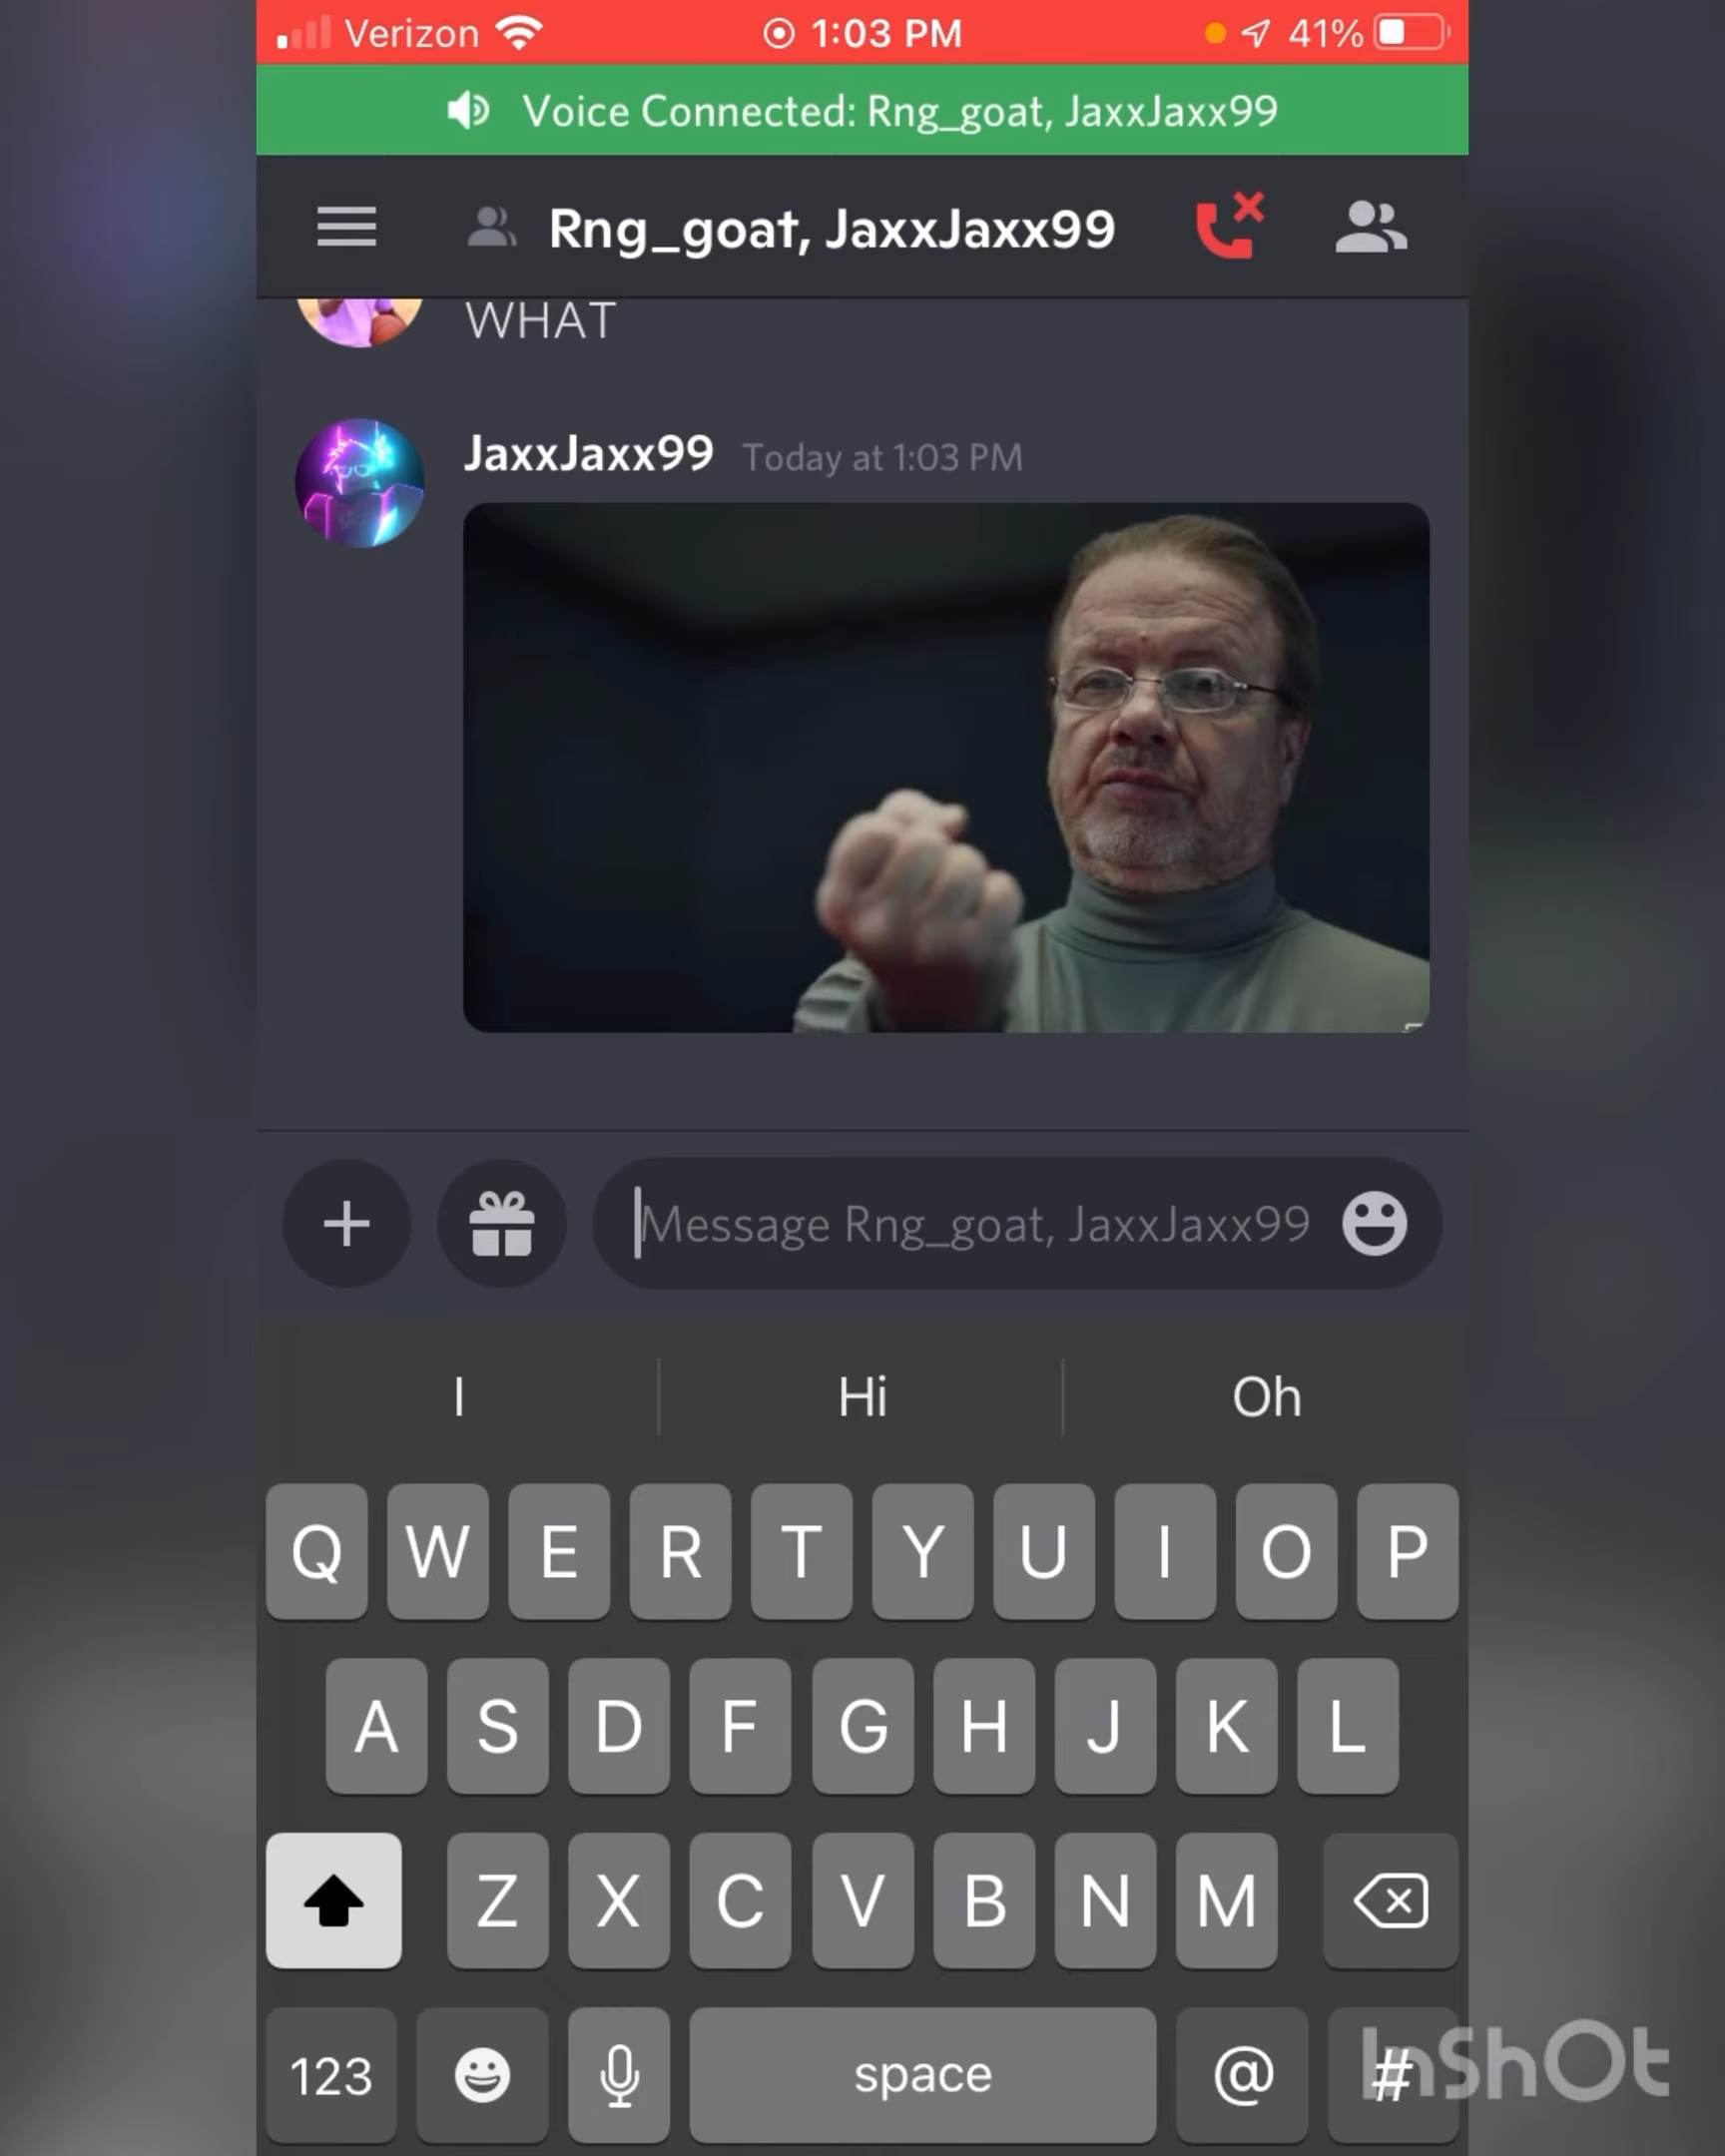 Verizon 1:03 PM 41%
Voice Connected: Rng_goat, JaxxJaxx99
Rng_goat, JaxxJaxx99
WHAT
JaxxJaxx99 Today at 1:03 PM
Message Rng_goat, JaxxJaxx99
I Hi Oh
Q W E R T Y U I O P
A S D F G H J K L
Z X C V B N M
123 space @ #
InShOt